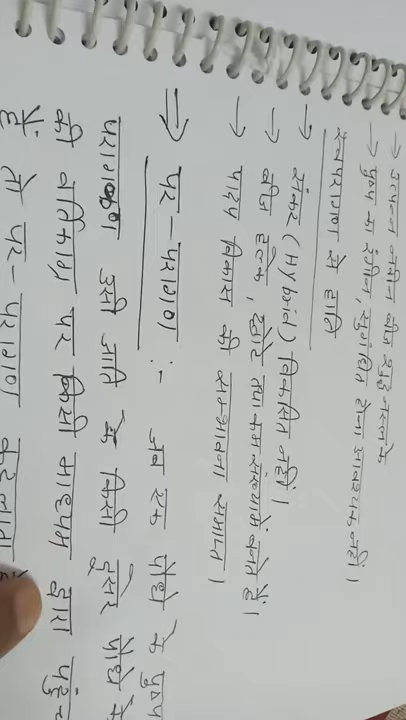 → उत्पन्न नवीन बीज शुद्ध नस्ल के
→ पुष्प का रंगीन, सुगंधित होना आवश्यक नहीं।
स्वपरागण से हानि
→ संकर (Hybrid) विकसित नहीं।
→ बीज हल्के, छोटे तथा कम संख्या में बनते हैं।
→ पादप विकास की सम्भावना समाप्त।
⇒ पर-परागण :- जब एक पौधे के पुष्प
परागकण उसी जाति के किसी दूसरे पौधे के
की वर्तिकाग्र पर किसी माध्यम द्वारा पहुंच
हैं तो पर-परागण कहलाता